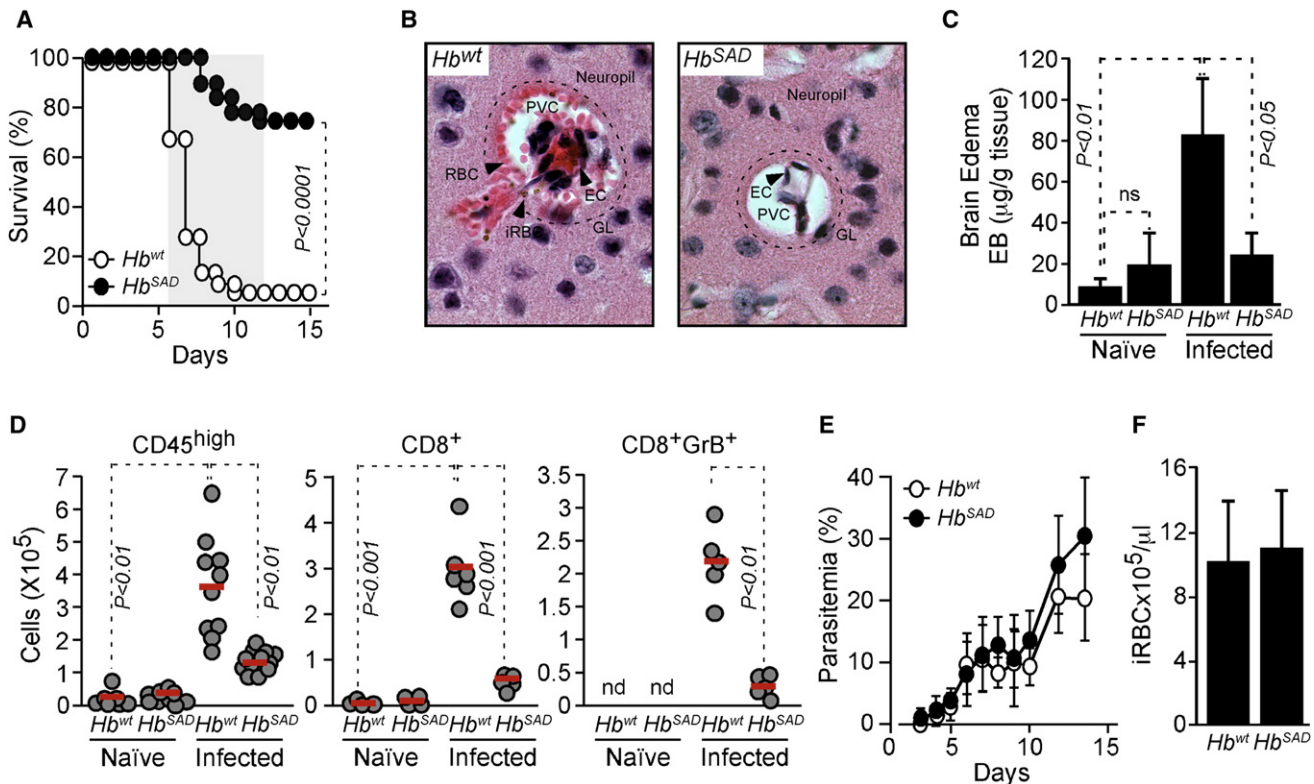 A
Survival (%)
100
80
60
40
20
0
Hbwt
HbSAD
P<0.0001
0 5 10 15
Days
B
Hbwt
Neuropil
PVC
RBC
EC
iRBC
GL
HbSAD
Neuropil
EC
PVC
GL
C
Brain Edema
EB (µg/g tissue)
120
100
80
60
40
20
0
P<0.01
ns
P<0.05
Hbwt HbSAD Hbwt HbSAD
Naïve Infected
D
Cells (X10⁵)
CD45high
7
6
5
4
3
2
1
0
P<0.01
P<0.01
Hbwt HbSAD Hbwt HbSAD
Naïve Infected
CD8+
5
4
3
2
1
0
P<0.001
P<0.001
Hbwt HbSAD Hbwt HbSAD
Naïve Infected
CD8+GrB+
3.5
3
2.5
2
1.5
1
0.5
0
nd nd
P<0.01
Hbwt HbSAD Hbwt HbSAD
Naïve Infected
E
Parasitemia (%)
40
30
20
10
0
Hbwt
HbSAD
0 5 10 15
Days
F
iRBCx10⁵/µl
16
12
8
4
0
Hbwt HbSAD